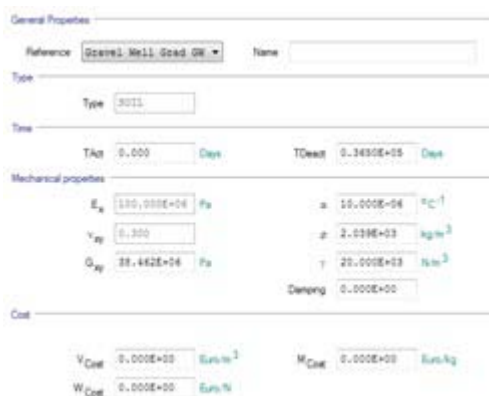 General Properties
Reference Gravel Well Grad GW Name
Type
Type SOIL
Time
TAct 0.000 Days TDeact 0.3650E+05 Days
Mechanical properties
Ex 100.000E+06 Pa α 10.000E-06 °C-1
νxy 0.300 2.039E+03 kg/m3
Gxy 38.462E+06 Pa γ 20.000E+03 N/m3
Damping 0.000E+00
Cost
VCost 0.000E+00 Euro/m3 MCost 0.000E+00 Euro/kg
WCost 0.000E+00 Euro/N